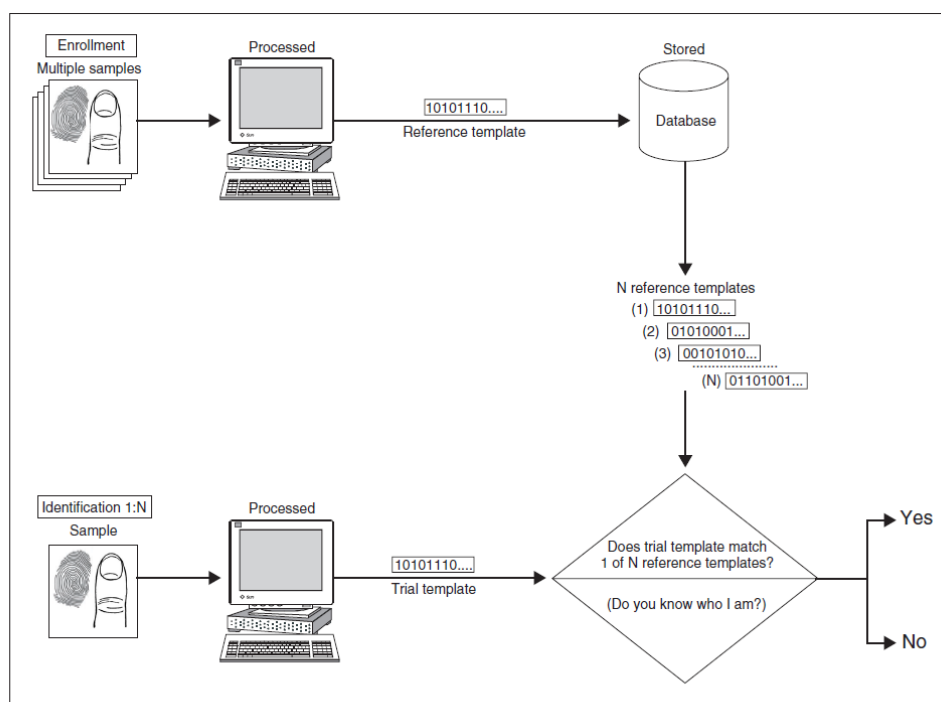 Enrollment
Multiple samples
Processed
10101110....
Reference template
Stored
Database
N reference templates
(1) 10101110...
(2) 01010001...
(3) 00101010...
(N) 01101001...
Identification 1:N
Sample
Processed
10101110....
Trial template
Does trial template match
1 of N reference templates?
(Do you know who I am?)
Yes
No